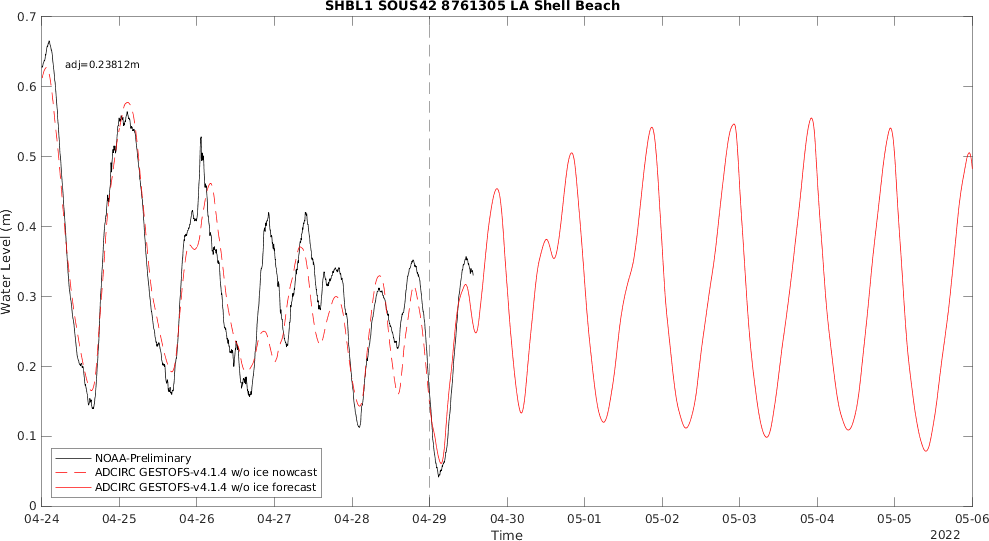 SHBL1 SOUS42 8761305 LA Shell Beach
adj=0.23812m
Water Level (m)
0.7
0.6
0.5
0.4
0.3
0.2
0.1
0
NOAA-Preliminary
ADCIRC GESTOFS-v4.1.4 w/o ice nowcast
ADCIRC GESTOFS-v4.1.4 w/o ice forecast
04-24 04-25 04-26 04-27 04-28 04-29 04-30 05-01 05-02 05-03 05-04 05-05 05-06
Time
2022